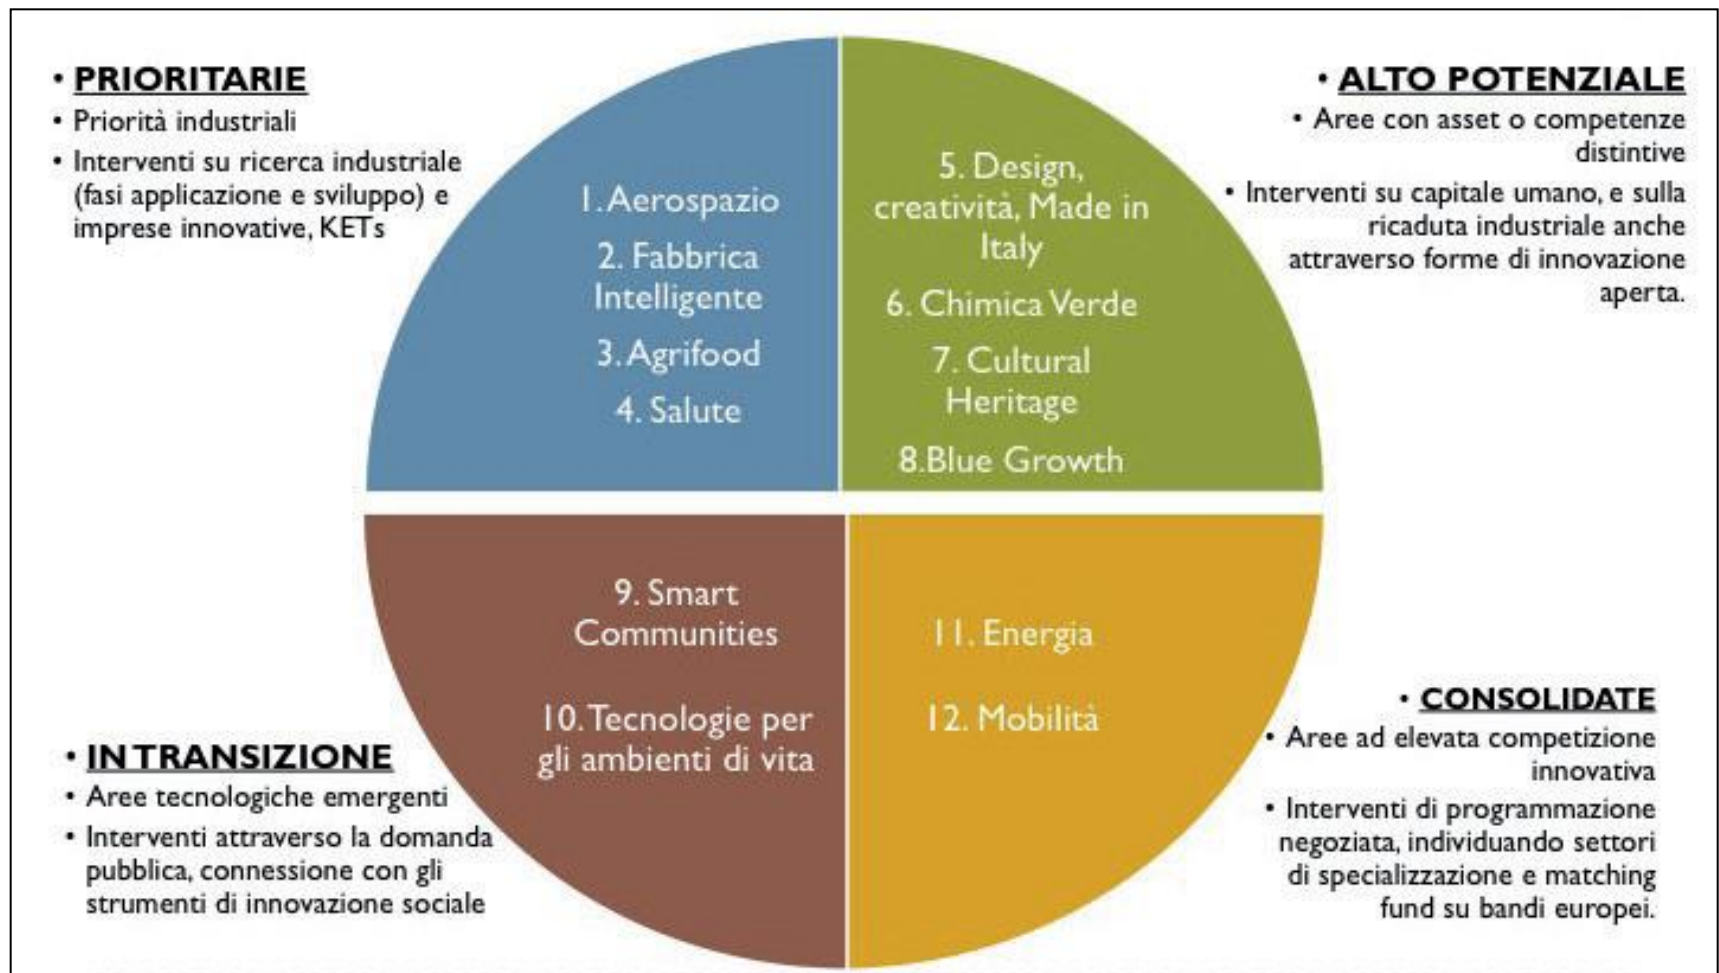 • PRIORITARIE
• Priorità industriali
• Interventi su ricerca industriale
(fasi applicazione e sviluppo) e
imprese innovative, KETs
1. Aerospazio
2. Fabbrica
Intelligente
3. Agrifood
4. Salute
• ALTO POTENZIALE
• Aree con asset o competenze
distintive
• Interventi su capitale umano, e sulla
ricaduta industriale anche
attraverso forme di innovazione
aperta.
5. Design,
creatività, Made in
Italy
6. Chimica Verde
7. Cultural
Heritage
8.Blue Growth
9. Smart
Communities
10. Tecnologie per
gli ambienti di vita
• IN TRANSIZIONE
• Aree tecnologiche emergenti
• Interventi attraverso la domanda
pubblica, connessione con gli
strumenti di innovazione sociale
11. Energia
12. Mobilità
• CONSOLIDATE
• Aree ad elevata competizione
innovativa
• Interventi di programmazione
negoziata, individuando settori
di specializzazione e matching
fund su bandi europei.